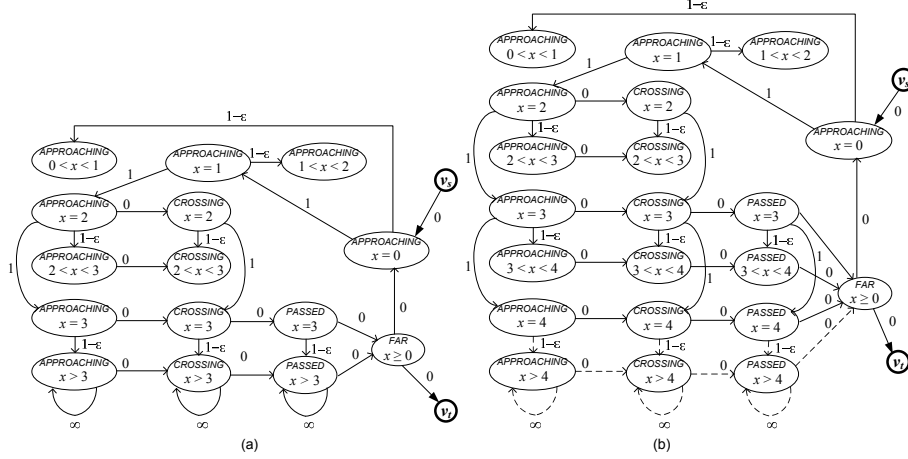 1−ε
APPROACHING
0 < x < 1
APPROACHING
x = 1
1−ε
APPROACHING
1 < x < 2
v_s
1
1
0
APPROACHING
x = 2
0
CROSSING
x = 2
APPROACHING
x = 0
1−ε
1−ε
1
1
APPROACHING
2 < x < 3
0
CROSSING
2 < x < 3
0
APPROACHING
x = 3
0
CROSSING
x = 3
0
PASSED
x =3
0
FAR
x ≥ 0
1−ε
1−ε
1−ε
APPROACHING
x > 3
0
CROSSING
x > 3
0
PASSED
x > 3
0
0
v_t
∞
∞
∞
(a)
1−ε
APPROACHING
0 < x < 1
APPROACHING
x = 1
1−ε
APPROACHING
1 < x < 2
v_s
1
1
0
APPROACHING
x = 2
0
CROSSING
x = 2
APPROACHING
x = 0
1−ε
1−ε
1
1
APPROACHING
2 < x < 3
0
CROSSING
2 < x < 3
APPROACHING
x = 3
0
CROSSING
x = 3
0
PASSED
x =3
0
0
1−ε
1−ε
1−ε
1
1
1
APPROACHING
3 < x < 4
0
CROSSING
3 < x < 4
0
PASSED
3 < x < 4
0
FAR
x ≥ 0
APPROACHING
x = 4
0
CROSSING
x = 4
0
PASSED
x = 4
0
0
0
1−ε
1−ε
1−ε
APPROACHING
x > 4
0
CROSSING
x > 4
0
PASSED
x > 4
v_t
∞
∞
∞
(b)